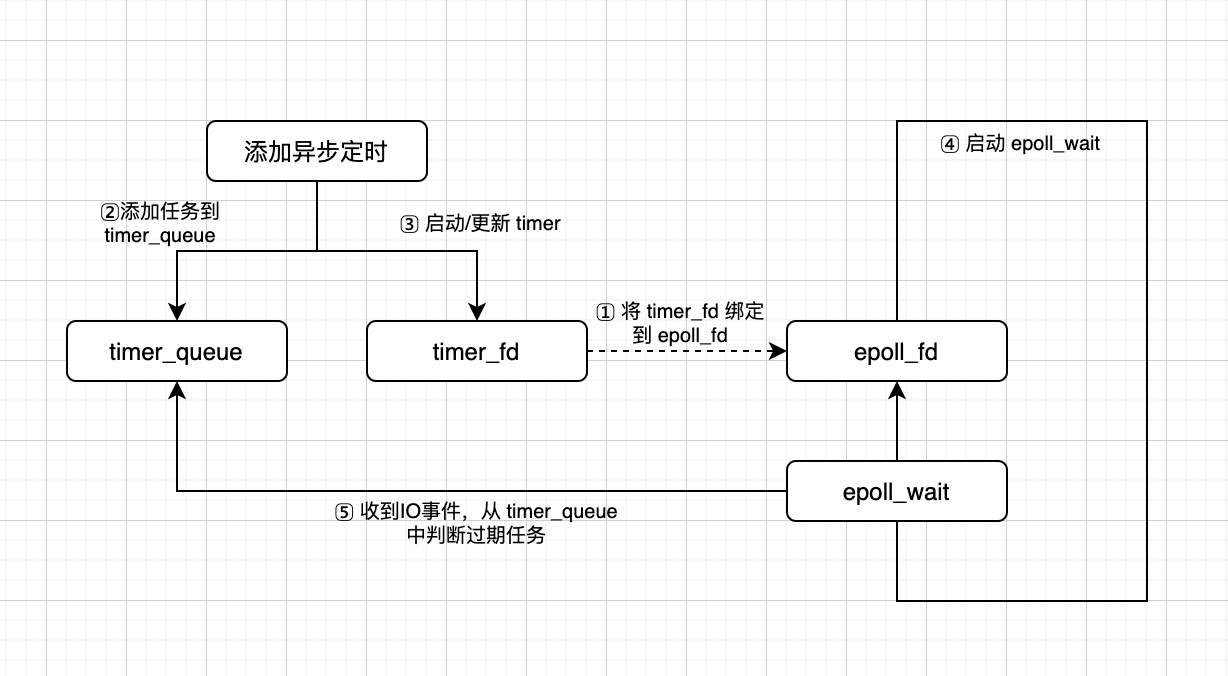 添加异步定时
④ 启动 epoll_wait
②添加任务到
timer_queue
③ 启动/更新 timer
① 将 timer_fd 绑定
到 epoll_fd
timer_queue
timer_fd
epoll_fd
epoll_wait
⑤ 收到IO事件，从 timer_queue
中判断过期任务